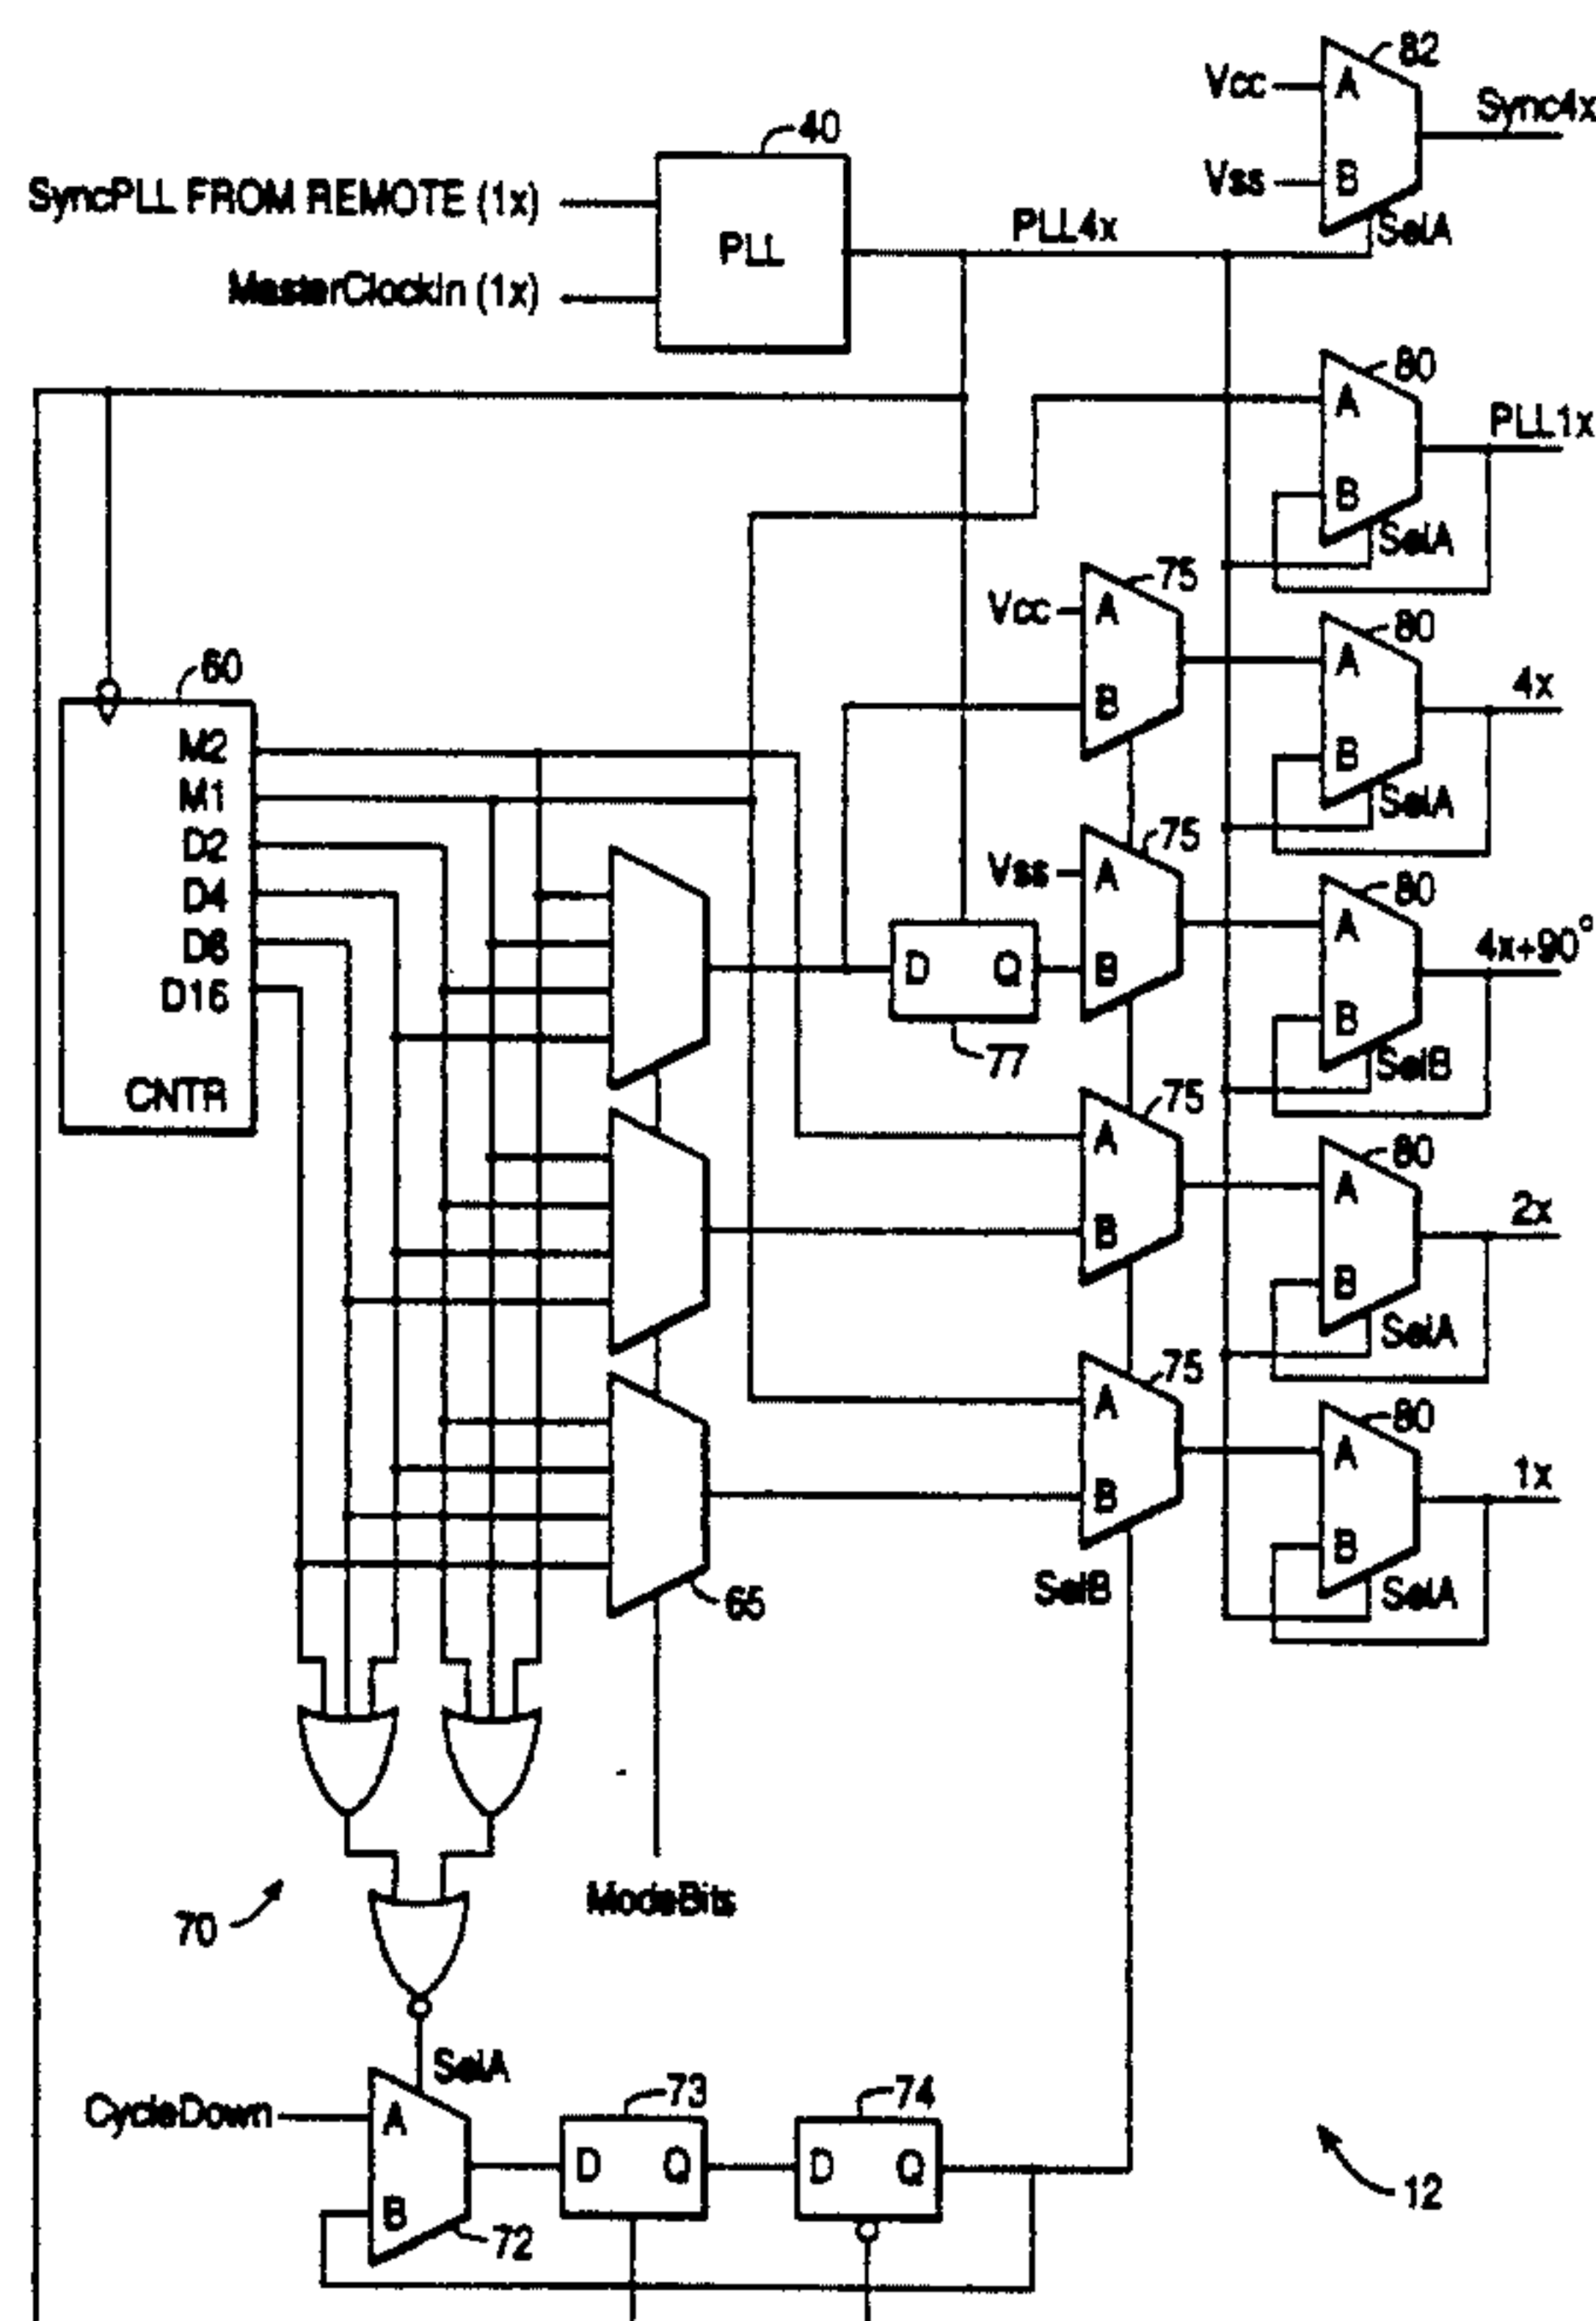 82
Vcc
A
Sync4x
40
SyncPLL FROM REMOTE (1x)
Vss
B
PLL
PLL4x
SelA
MasterClockIn (1x)
80
A
PLL1x
B
SelA
75
Vcc
A
80
A
4x
60
B
M2
B
M1
SelA
D2
75
Vss
A
80
D4
A
4x+90°
D8
D
Q
B
D16
B
77
SelB
CNTR
75
A
80
A
2x
B
B
SelA
75
A
80
A
1x
B
B
SelB
SelA
65
ModeBits
70
SelA
73
74
CycleDown
A
D
Q
D
Q
B
72
12